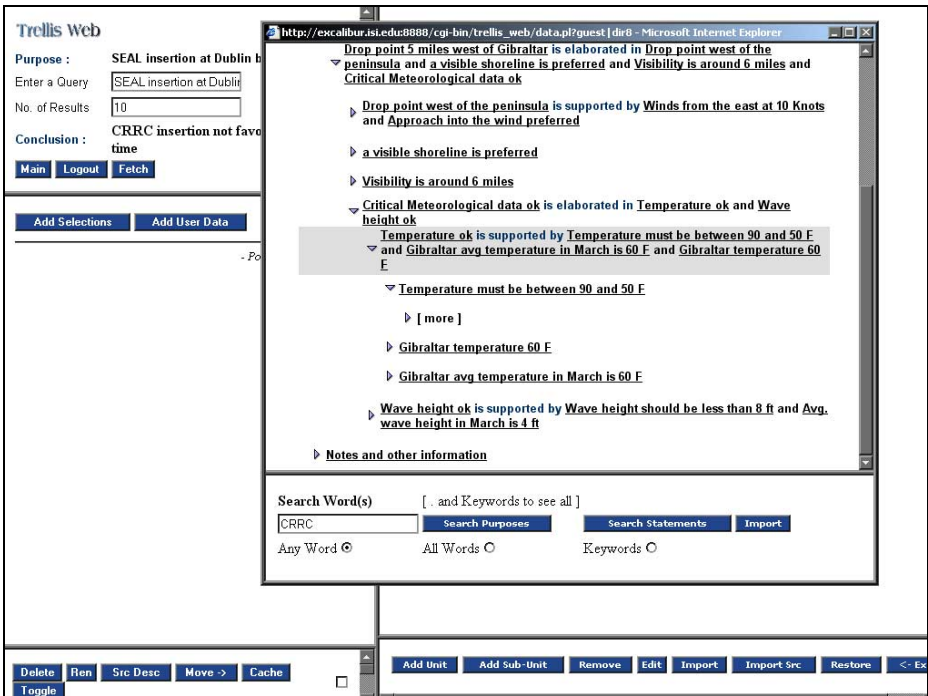 Trellis Web
Purpose : SEAL insertion at Dublin b
Enter a Query SEAL insertion at Dublin
No. of Results 10
Conclusion : CRRC insertion not favo
time
Main Logout Fetch
Add Selections Add User Data
- Po
http://excalibur.isi.edu:8888/cgi-bin/trellis_web/data.pl?guest|dir8 - Microsoft Internet Explorer
Drop point 5 miles west of Gibraltar is elaborated in Drop point west of the
peninsula and a visible shoreline is preferred and Visibility is around 6 miles and
Critical Meteorological data ok
Drop point west of the peninsula is supported by Winds from the east at 10 Knots
and Approach into the wind preferred
a visible shoreline is preferred
Visibility is around 6 miles
Critical Meteorological data ok is elaborated in Temperature ok and Wave
height ok
Temperature ok is supported by Temperature must be between 90 and 50 F
and Gibraltar avg temperature in March is 60 F and Gibraltar temperature 60
F
Temperature must be between 90 and 50 F
[ more ]
Gibraltar temperature 60 F
Gibraltar avg temperature in March is 60 F
Wave height ok is supported by Wave height should be less than 8 ft and Avg.
wave height in March is 4 ft
Notes and other information
Search Word(s) [ . and Keywords to see all ]
CRRC Search Purposes Search Statements Import
Any Word All Words Keywords
Delete Ren Src Desc Move -> Cache
Toggle
Add Unit Add Sub-Unit Remove Edit Import Import Src Restore <- Ex